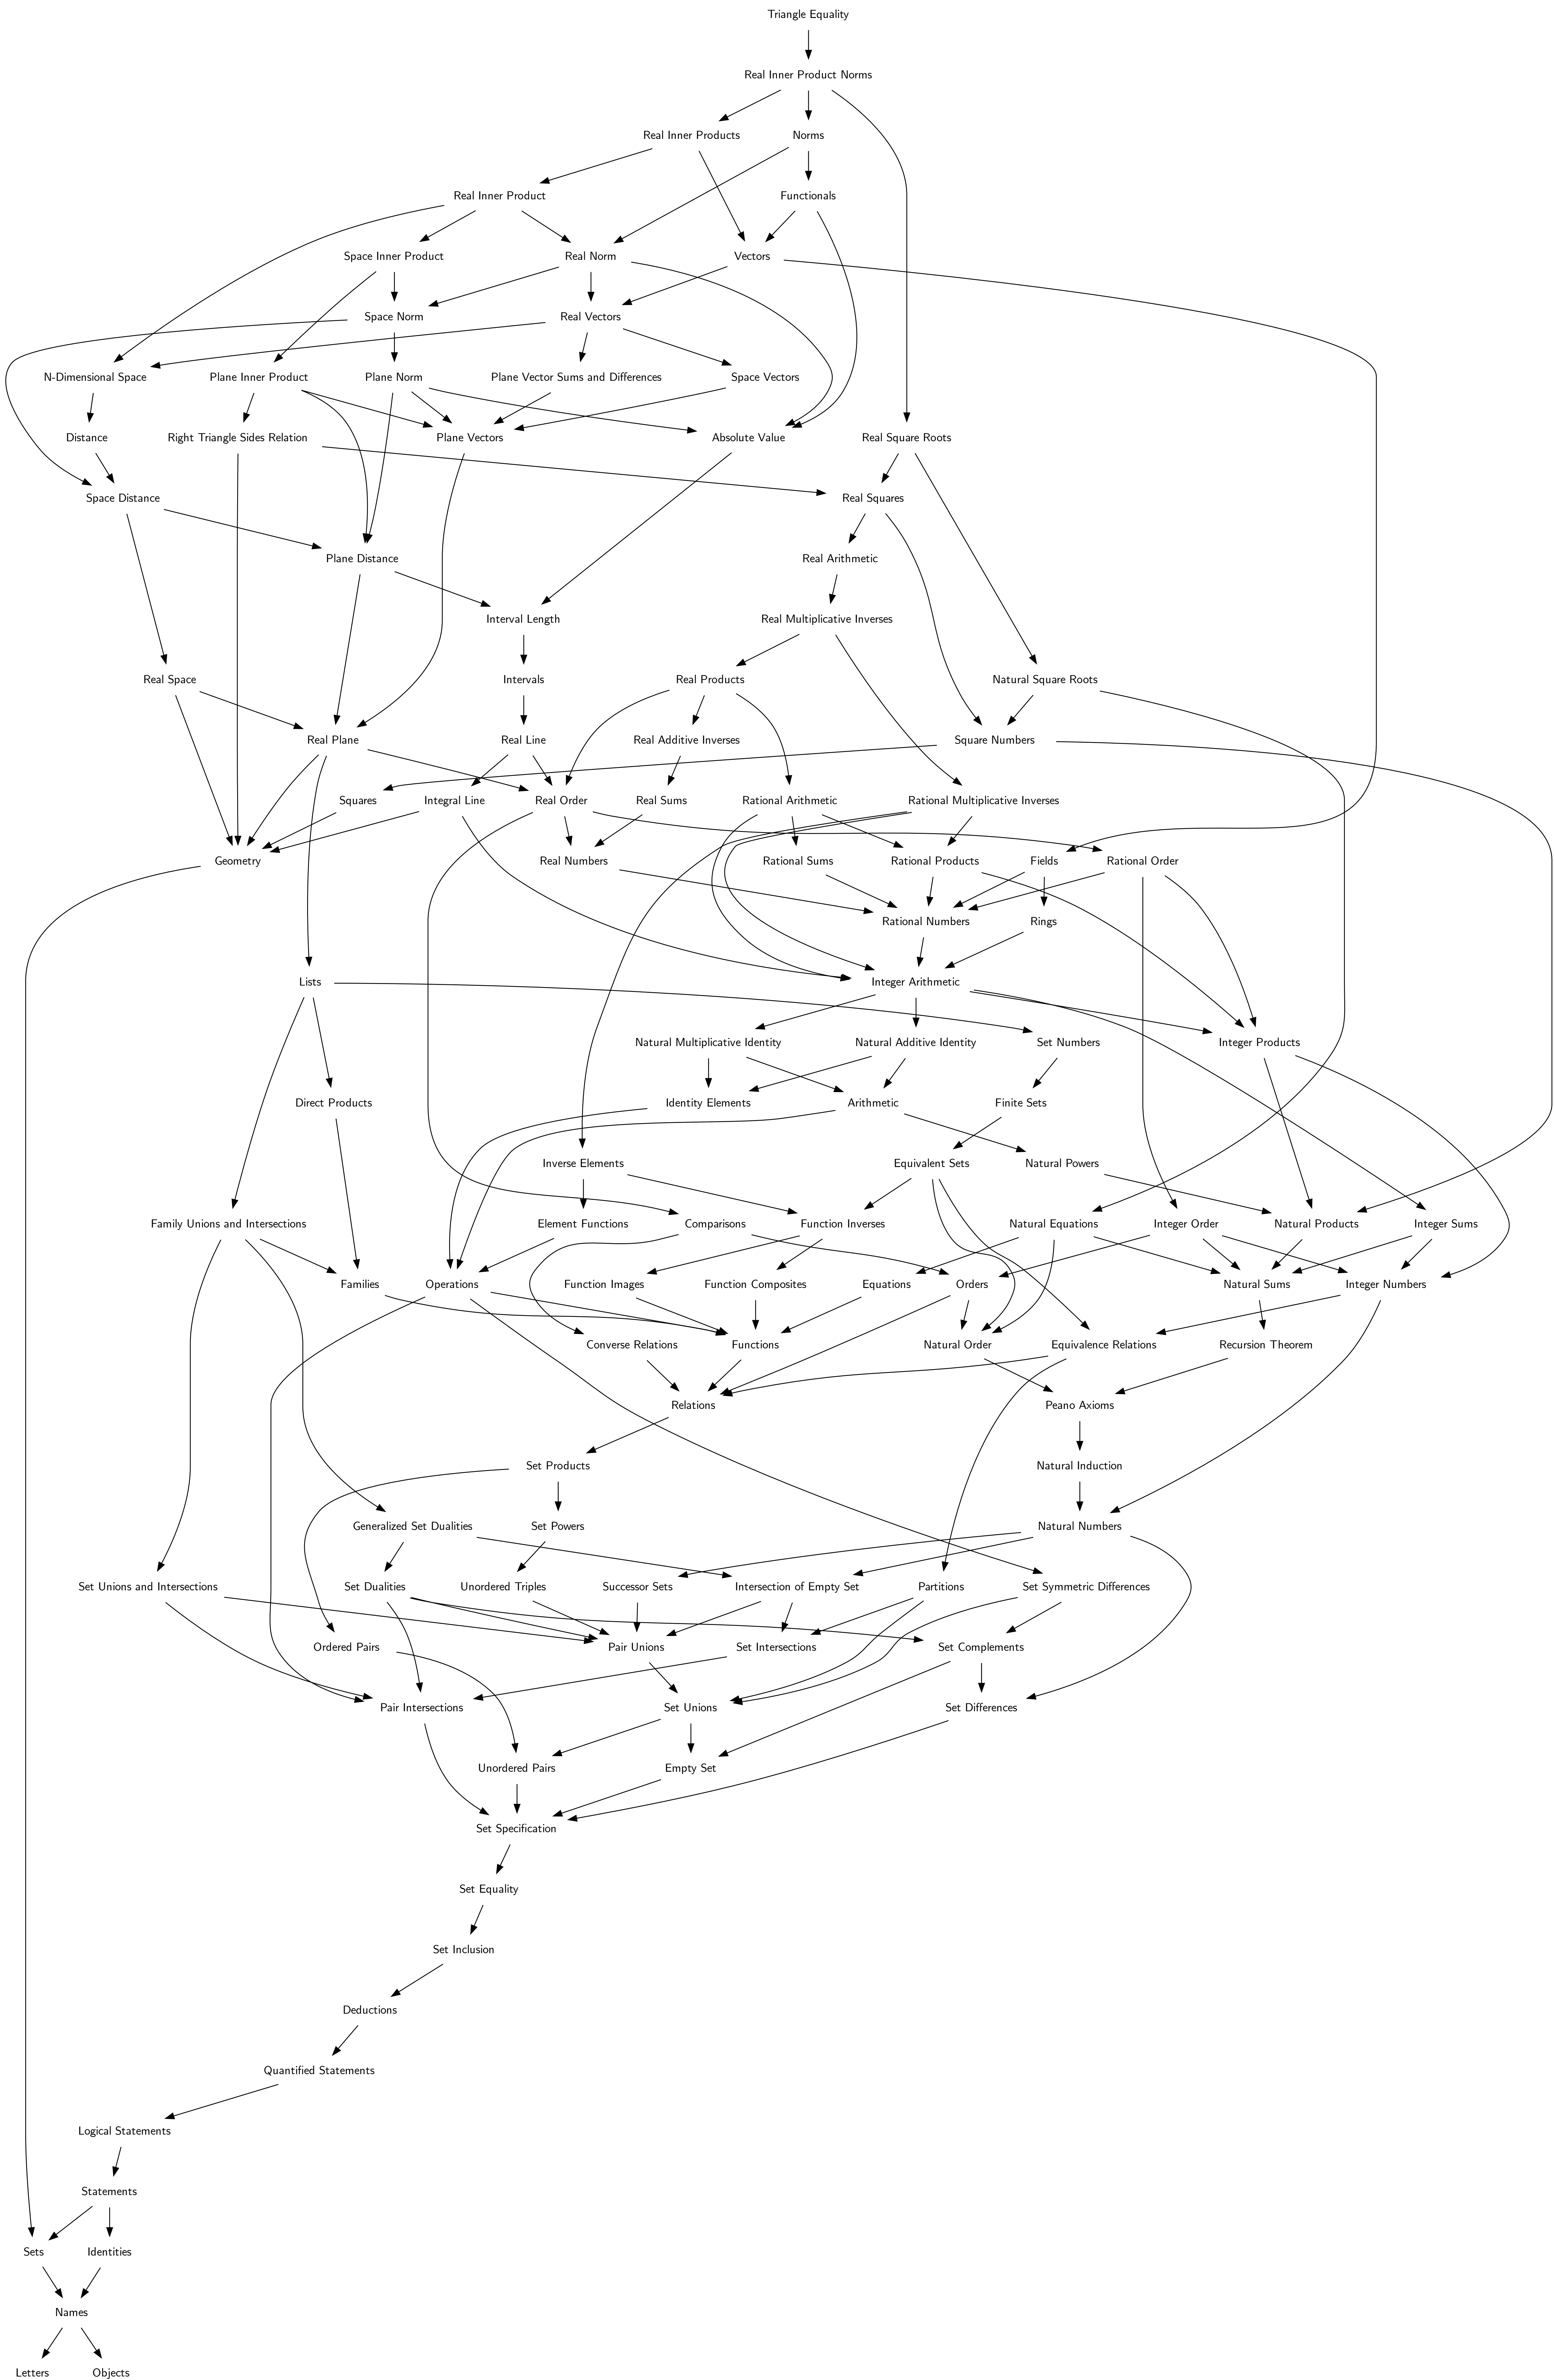 Triangle Equality
Real Inner Product Norms
Real Inner Products
Norms
Real Inner Product
Functionals
Space Inner Product
Real Norm
Vectors
Space Norm
Real Vectors
N-Dimensional Space
Plane Inner Product
Plane Norm
Plane Vector Sums and Differences
Space Vectors
Distance
Right Triangle Sides Relation
Plane Vectors
Absolute Value
Real Square Roots
Space Distance
Real Squares
Plane Distance
Real Arithmetic
Interval Length
Real Multiplicative Inverses
Real Space
Intervals
Real Products
Natural Square Roots
Real Plane
Real Line
Real Additive Inverses
Square Numbers
Squares
Integral Line
Real Order
Real Sums
Rational Arithmetic
Rational Multiplicative Inverses
Geometry
Real Numbers
Rational Sums
Rational Products
Fields
Rational Order
Rational Numbers
Rings
Lists
Integer Arithmetic
Natural Multiplicative Identity
Natural Additive Identity
Set Numbers
Integer Products
Direct Products
Identity Elements
Arithmetic
Finite Sets
Inverse Elements
Equivalent Sets
Natural Powers
Family Unions and Intersections
Element Functions
Comparisons
Function Inverses
Natural Equations
Integer Order
Natural Products
Integer Sums
Families
Operations
Function Images
Function Composites
Equations
Orders
Natural Sums
Integer Numbers
Converse Relations
Functions
Natural Order
Equivalence Relations
Recursion Theorem
Relations
Peano Axioms
Set Products
Natural Induction
Generalized Set Dualities
Set Powers
Natural Numbers
Set Unions and Intersections
Set Dualities
Unordered Triples
Successor Sets
Intersection of Empty Set
Partitions
Set Symmetric Differences
Ordered Pairs
Pair Unions
Set Intersections
Set Complements
Pair Intersections
Set Unions
Set Differences
Unordered Pairs
Empty Set
Set Specification
Set Equality
Set Inclusion
Deductions
Quantified Statements
Logical Statements
Statements
Sets
Identities
Names
Letters
Objects